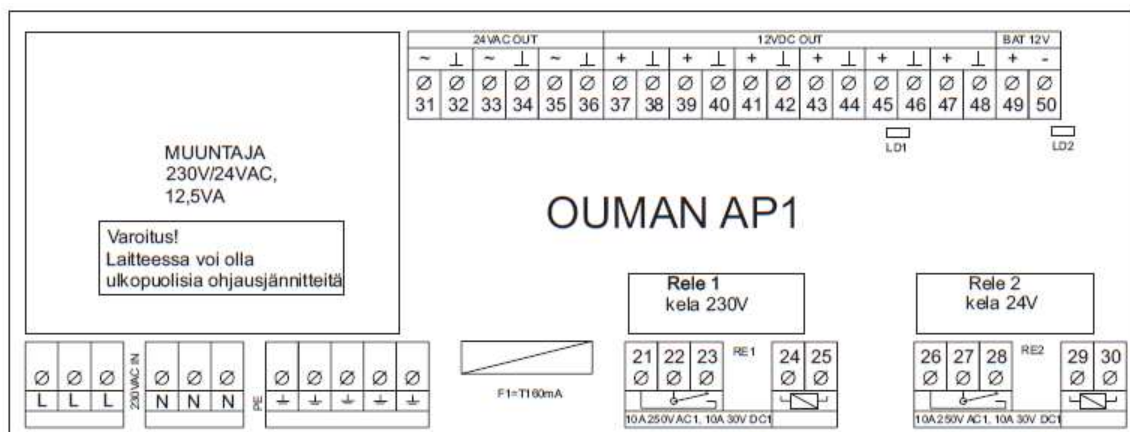 24VAC OUT 12VDC OUT BAT 12V
~ ⊥ ~ ⊥ ~ ⊥ + ⊥ + ⊥ + ⊥ + ⊥ + ⊥ + ⊥ + -
31 32 33 34 35 36 37 38 39 40 41 42 43 44 45 46 47 48 49 50
LD1 LD2
MUUNTAJA
230V/24VAC,
12,5VA
Varoitus!
Laitteessa voi olla
ulkopuolisia ohjausjännitteitä
OUMAN AP1
Rele 1
kela 230V
Rele 2
kela 24V
L L L
230VAC IN
N N N
PE
F1=T160mA
21 22 23 RE1 24 25
10A 250V AC1, 10A 30V DC1
26 27 28 RE2 29 30
10A 250V AC1, 10A 30V DC1